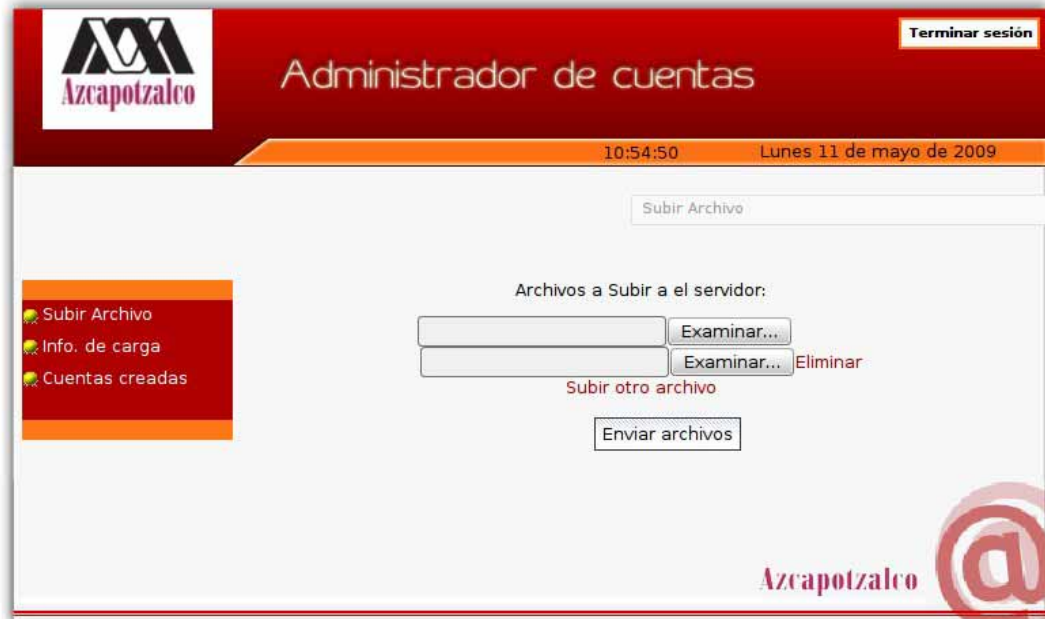 Azcapotzalco
Administrador de cuentas
Terminar sesión
10:54:50 Lunes 11 de mayo de 2009
Subir Archivo
Subir Archivo
Info. de carga
Cuentas creadas
Archivos a Subir a el servidor:
Examinar...
Examinar... Eliminar
Subir otro archivo
Enviar archivos
Azcapotzalco
@